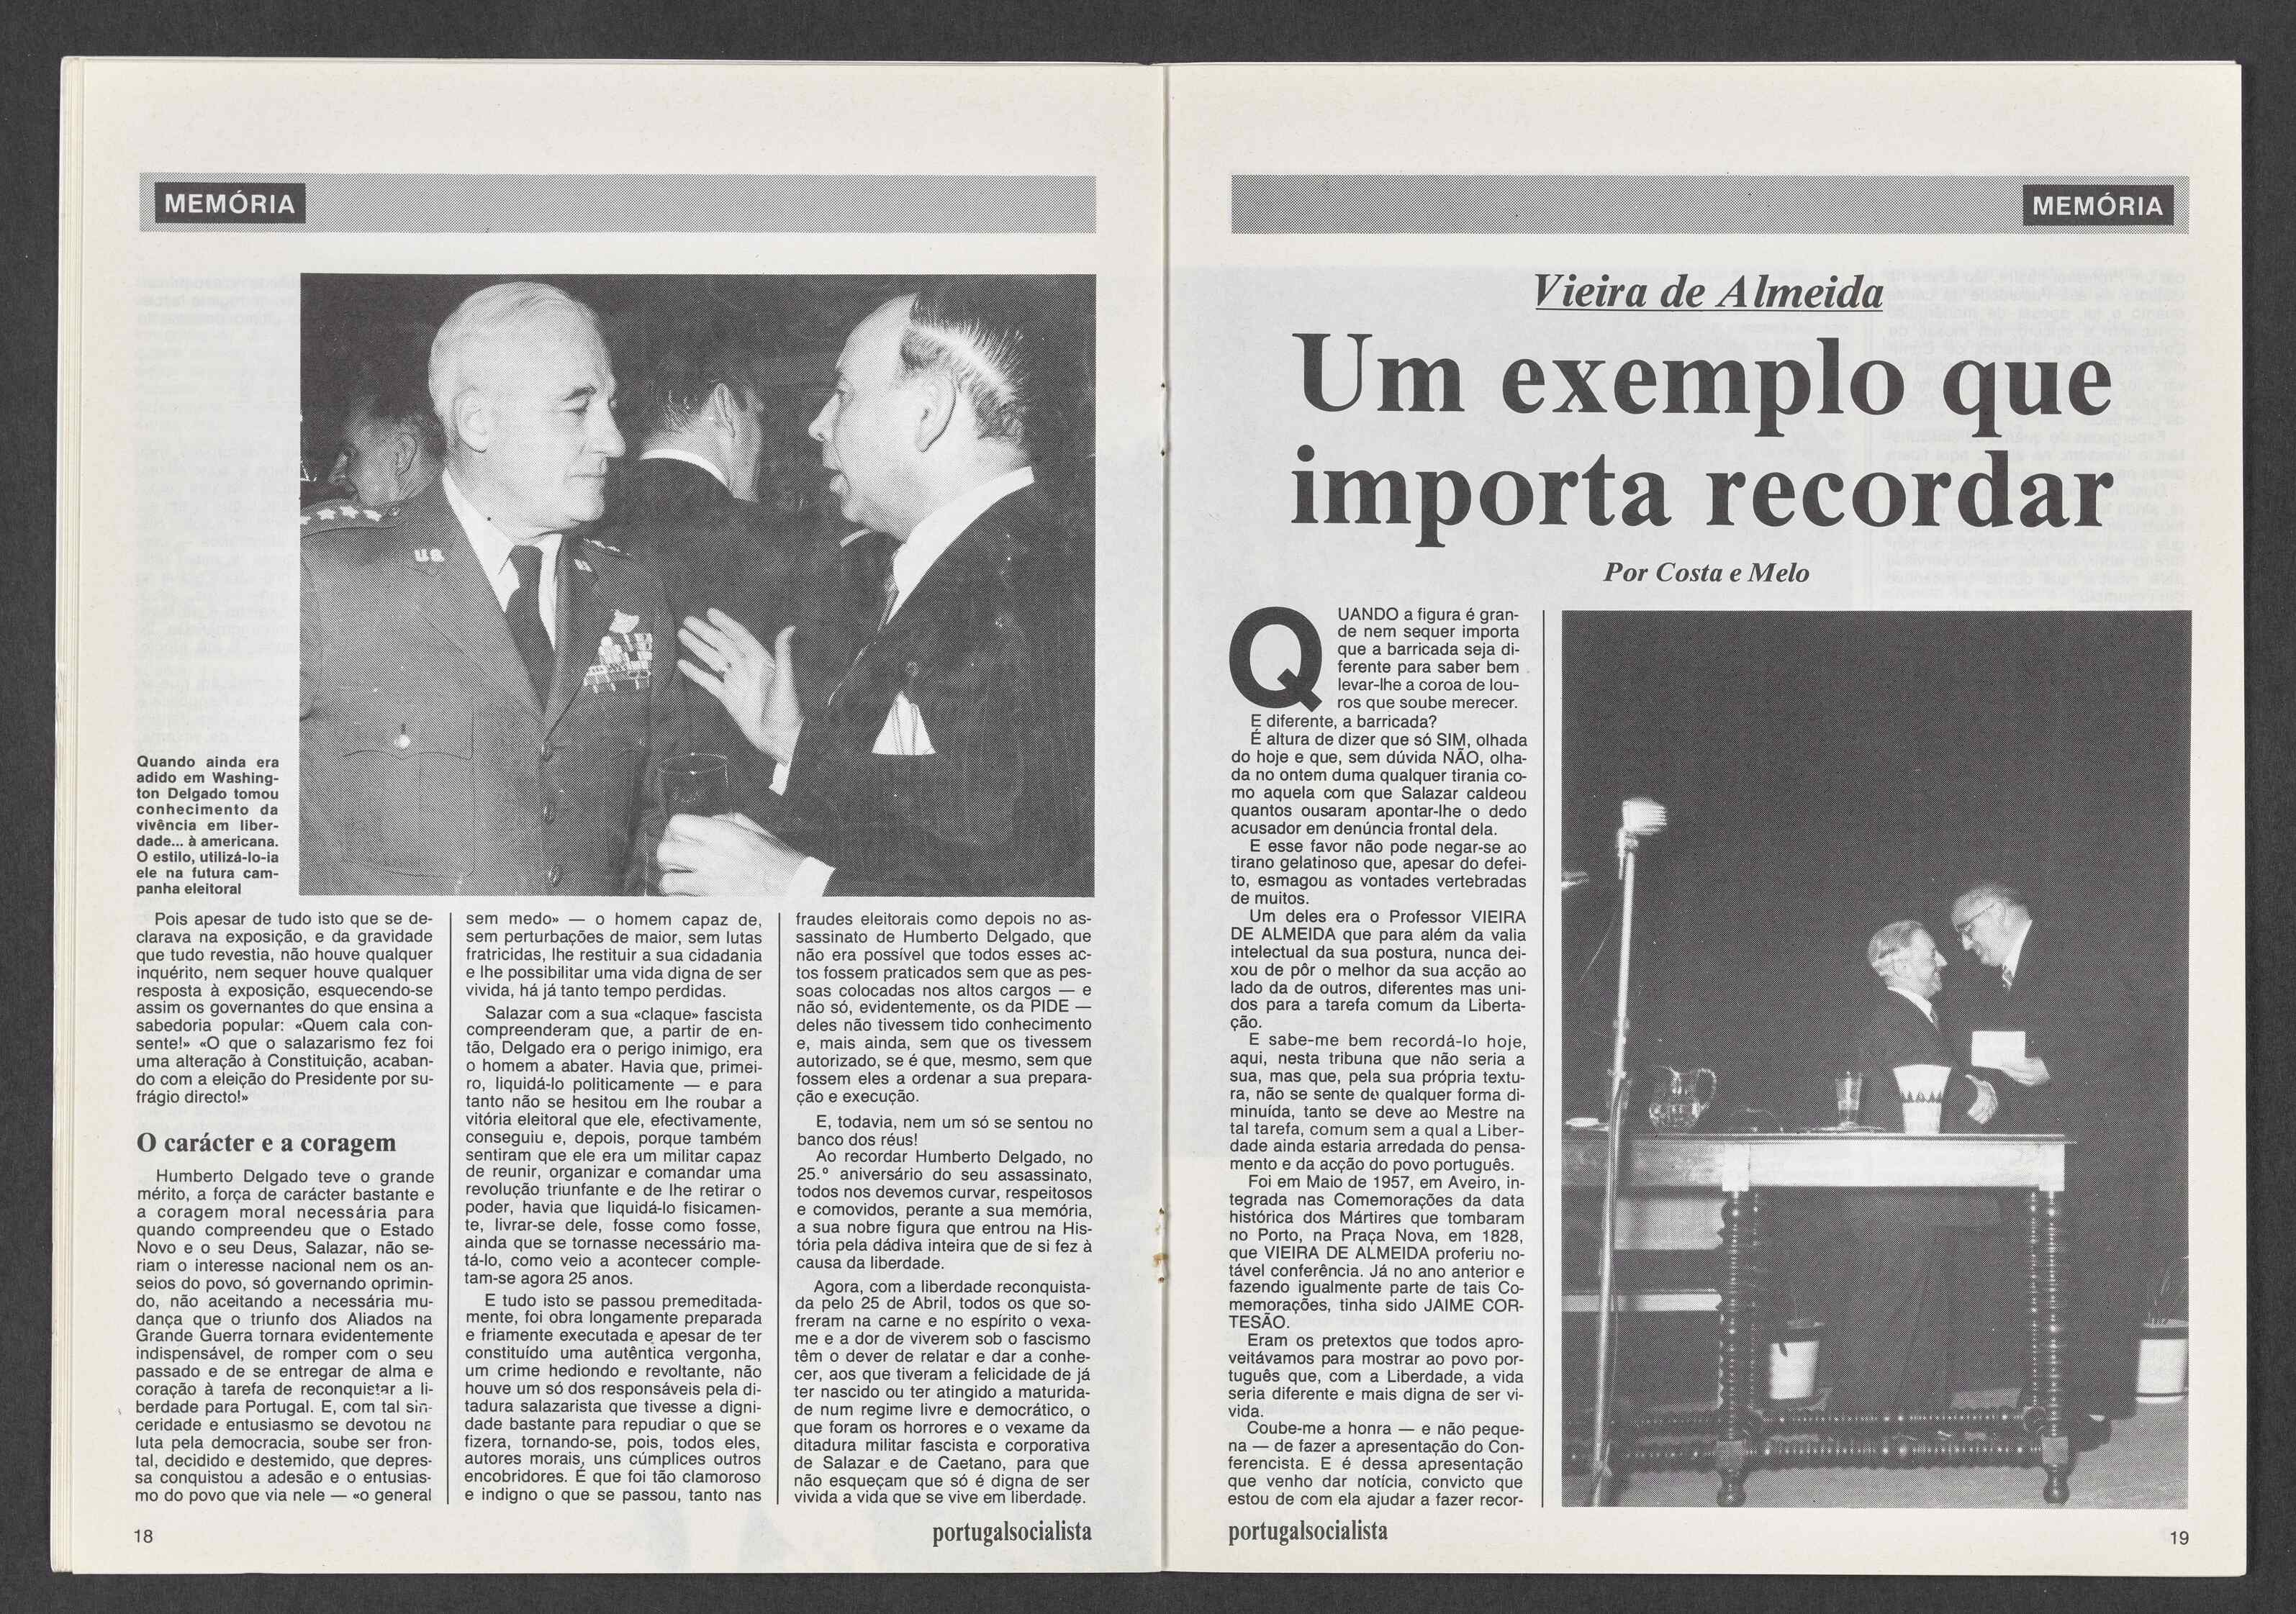 MEMÓRIA
Quando ainda era
adido em Washing-
ton Delgado tomou
conhecimento da
vivência em liber-
dade... à americana.
O estilo, utilizá-lo-ia
ele na futura cam-
panha eleitoral
Pois apesar de tudo isto que se de-
clarava na exposição, e da gravidade
que tudo revestia, não houve qualquer
inquérito, nem sequer houve qualquer
resposta à exposição, esquecendo-se
assim os governantes do que ensina a
sabedoria popular: «Quem cala con-
sente!» «O que o salazarismo fez foi
uma alteração à Constituição, acaban-
do com a eleição do Presidente por su-
frágio directo!»
O carácter e a coragem
Humberto Delgado teve o grande
mérito, a força de carácter bastante e
a coragem moral necessária para
quando compreendeu que o Estado
Novo e o seu Deus, Salazar, não se-
riam o interesse nacional nem os an-
seios do povo, só governando oprimin-
do, não aceitando a necessária mu-
dança que o triunfo dos Aliados na
Grande Guerra tornara evidentemente
indispensável, de romper com o seu
passado e de se entregar de alma e
coração à tarefa de reconquistar a li-
berdade para Portugal. E, com tal sin-
ceridade e entusiasmo se devotou na
luta pela democracia, soube ser fron-
tal, decidido e destemido, que depres-
sa conquistou a adesão e o entusias-
mo do povo que via nele — «o general
sem medo» — o homem capaz de,
sem perturbações de maior, sem lutas
fratricidas, lhe restituir a sua cidadania
e lhe possibilitar uma vida digna de ser
vivida, há já tanto tempo perdidas.
Salazar com a sua «claque» fascista
compreenderam que, a partir de en-
tão, Delgado era o perigo inimigo, era
o homem a abater. Havia que, primei-
ro, liquidá-lo politicamente — e para
tanto não se hesitou em lhe roubar a
vitória eleitoral que ele, efectivamente,
conseguiu e, depois, porque também
sentiram que ele era um militar capaz
de reunir, organizar e comandar uma
revolução triunfante e de lhe retirar o
poder, havia que liquidá-lo fisicamen-
te, livrar-se dele, fosse como fosse,
ainda que se tornasse necessário ma-
tá-lo, como veio a acontecer comple-
tam-se agora 25 anos.
E tudo isto se passou premeditada-
mente, foi obra longamente preparada
e friamente executada e apesar de ter
constituído uma autêntica vergonha,
um crime hediondo e revoltante, não
houve um só dos responsáveis pela di-
tadura salazarista que tivesse a digni-
dade bastante para repudiar o que se
fizera, tornando-se, pois, todos eles,
autores morais, uns cúmplices outros
encobridores. É que foi tão clamoroso
e indigno o que se passou, tanto nas
fraudes eleitorais como depois no as-
sassinato de Humberto Delgado, que
não era possível que todos esses ac-
tos fossem praticados sem que as pes-
soas colocadas nos altos cargos — e
não só, evidentemente, os da PIDE —
deles não tivessem tido conhecimento
e, mais ainda, sem que os tivessem
autorizado, se é que, mesmo, sem que
fossem eles a ordenar a sua prepara-
ção e execução.
E, todavia, nem um só se sentou no
banco dos réus!
Ao recordar Humberto Delgado, no
25.º aniversário do seu assassinato,
todos nos devemos curvar, respeitosos
e comovidos, perante a sua memória,
a sua nobre figura que entrou na His-
tória pela dádiva inteira que de si fez à
causa da liberdade.
Agora, com a liberdade reconquista-
da pelo 25 de Abril, todos os que so-
freram na carne e no espírito o vexa-
me e a dor de viverem sob o fascismo
têm o dever de relatar e dar a conhe-
cer, aos que tiveram a felicidade de já
ter nascido ou ter atingido a maturida-
de num regime livre e democrático, o
que foram os horrores e o vexame da
ditadura militar fascista e corporativa
de Salazar e de Caetano, para que
não esqueçam que só é digna de ser
vivida a vida que se vive em liberdade.
18
portugalsocialista
MEMÓRIA
Vieira de Almeida
Um exemplo que
importa recordar
Por Costa e Melo
QUANDO a figura é gran-
de nem sequer importa
que a barricada seja di-
ferente para saber bem
levar-lhe a coroa de lou-
ros que soube merecer.
E diferente, a barricada?
É altura de dizer que só SIM, olhada
do hoje e que, sem dúvida NÃO, olha-
da no ontem duma qualquer tirania co-
mo aquela com que Salazar caldeou
quantos ousaram apontar-lhe o dedo
acusador em denúncia frontal dela.
E esse favor não pode negar-se ao
tirano gelatinoso que, apesar do defei-
to, esmagou as vontades vertebradas
de muitos.
Um deles era o Professor VIEIRA
DE ALMEIDA que para além da valia
intelectual da sua postura, nunca dei-
xou de pôr o melhor da sua acção ao
lado da de outros, diferentes mas uni-
dos para a tarefa comum da Liberta-
ção.
E sabe-me bem recordá-lo hoje,
aqui, nesta tribuna que não seria a
sua, mas que, pela sua própria textu-
ra, não se sente de qualquer forma di-
minuída, tanto se deve ao Mestre na
tal tarefa, comum sem a qual a Liber-
dade ainda estaria arredada do pensa-
mento e da acção do povo português.
Foi em Maio de 1957, em Aveiro, in-
tegrada nas Comemorações da data
histórica dos Mártires que tombaram
no Porto, na Praça Nova, em 1828,
que VIEIRA DE ALMEIDA proferiu no-
tável conferência. Já no ano anterior e
fazendo igualmente parte de tais Co-
memorações, tinha sido JAIME COR-
TESÃO.
Eram os pretextos que todos apro-
veitávamos para mostrar ao povo por-
tuguês que, com a Liberdade, a vida
seria diferente e mais digna de ser vi-
vida.
Coube-me a honra — e não peque-
na — de fazer a apresentação do Con-
ferencista. E é dessa apresentação
que venho dar notícia, convicto que
estou de com ela ajudar a fazer recor-
portugalsocialista
19
U.S.